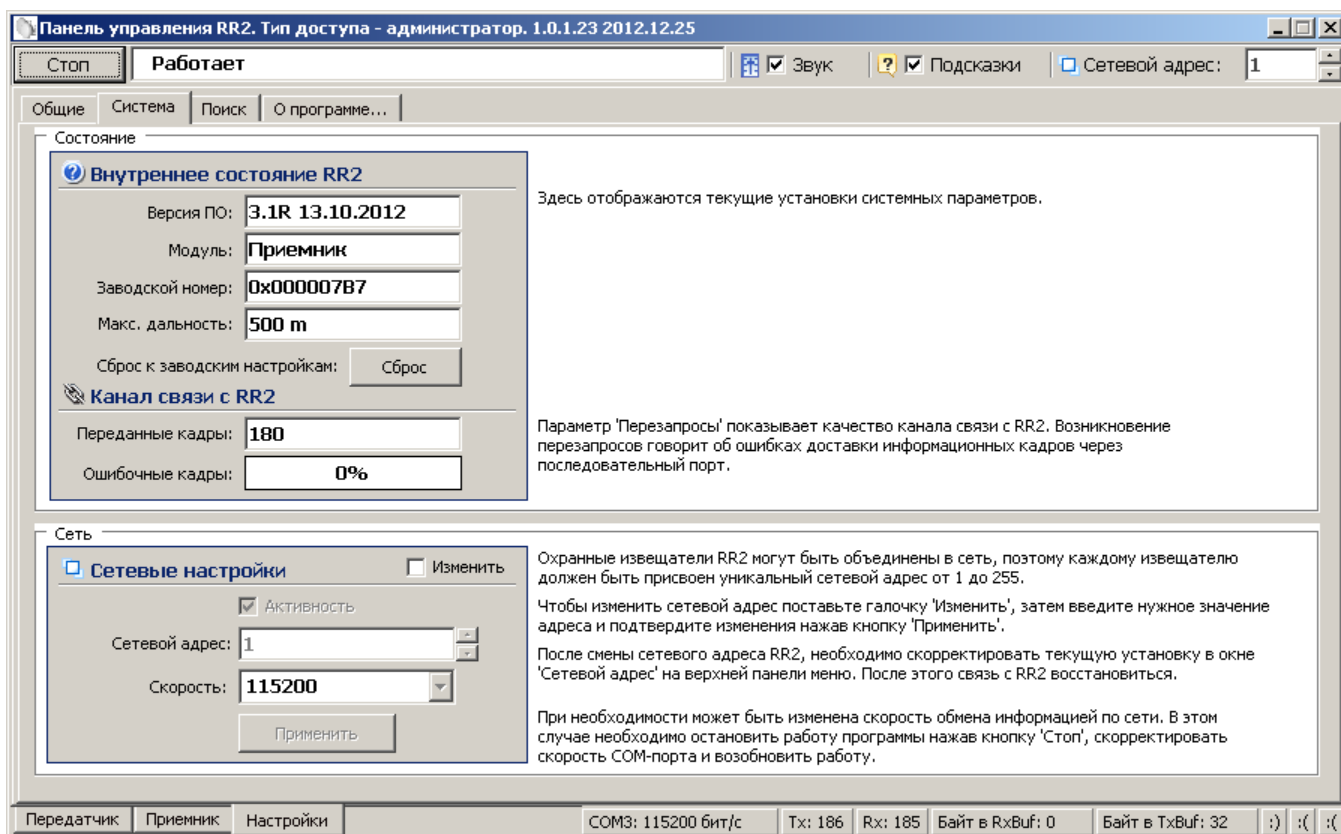 Панель управления RR2. Тип доступа - администратор. 1.0.1.23 2012.12.25
Стоп
Работает
Звук
Подсказки
Сетевой адрес:
1
Общие
Система
Поиск
О программе...
Состояние
Внутреннее состояние RR2
Версия ПО:
3.1R 13.10.2012
Модуль:
Приемник
Заводской номер:
0x000007B7
Макс. дальность:
500 m
Сброс к заводским настройкам:
Сброс
Канал связи с RR2
Переданные кадры:
180
Ошибочные кадры:
0%
Здесь отображаются текущие установки системных параметров.
Параметр 'Перезапросы' показывает качество канала связи с RR2. Возникновение
перезапросов говорит об ошибках доставки информационных кадров через
последовательный порт.
Сеть
Сетевые настройки
Изменить
Активность
Сетевой адрес:
1
Скорость:
115200
Применить
Охранные извещатели RR2 могут быть объединены в сеть, поэтому каждому извещателю
должен быть присвоен уникальный сетевой адрес от 1 до 255.
Чтобы изменить сетевой адрес поставьте галочку 'Изменить', затем введите нужное значение
адреса и подтвердите изменения нажав кнопку 'Применить'.
После смены сетевого адреса RR2, необходимо скорректировать текущую установку в окне
'Сетевой адрес' на верхней панели меню. После этого связь с RR2 восстановиться.
При необходимости может быть изменена скорость обмена информацией по сети. В этом
случае необходимо остановить работу программы нажав кнопку 'Стоп', скорректировать
скорость COM-порта и возобновить работу.
Передатчик
Приемник
Настройки
COM3: 115200 бит/с
Tx: 186
Rx: 185
Байт в RxBuf: 0
Байт в TxBuf: 32
:)
:(
:(